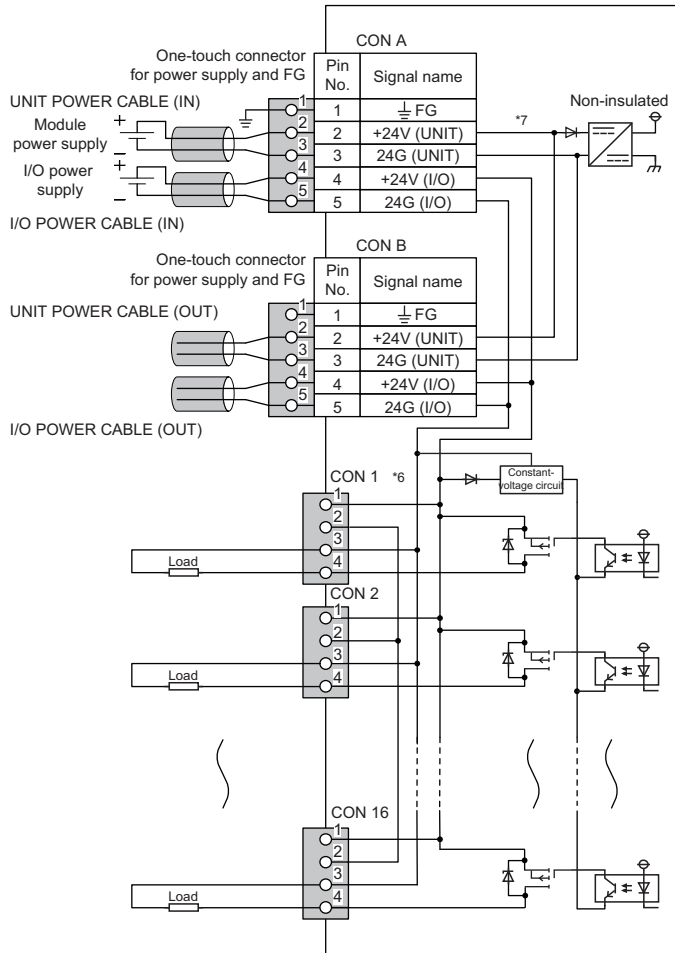 CON A
One-touch connector
for power supply and FG
Pin
No.
Signal name
UNIT POWER CABLE (IN)
Module
power supply
+
–
I/O power
supply
+
–
I/O POWER CABLE (IN)
1
2
3
4
5
1 FG
2 +24V (UNIT)
3 24G (UNIT)
4 +24V (I/O)
5 24G (I/O)
*7
Non-insulated
CON B
One-touch connector
for power supply and FG
Pin
No.
Signal name
UNIT POWER CABLE (OUT)
I/O POWER CABLE (OUT)
1
2
3
4
5
1 FG
2 +24V (UNIT)
3 24G (UNIT)
4 +24V (I/O)
5 24G (I/O)
CON 1 *6
Constant-
voltage circuit
1
2
3
4
Load
CON 2
1
2
3
4
Load
CON 16
1
2
3
4
Load